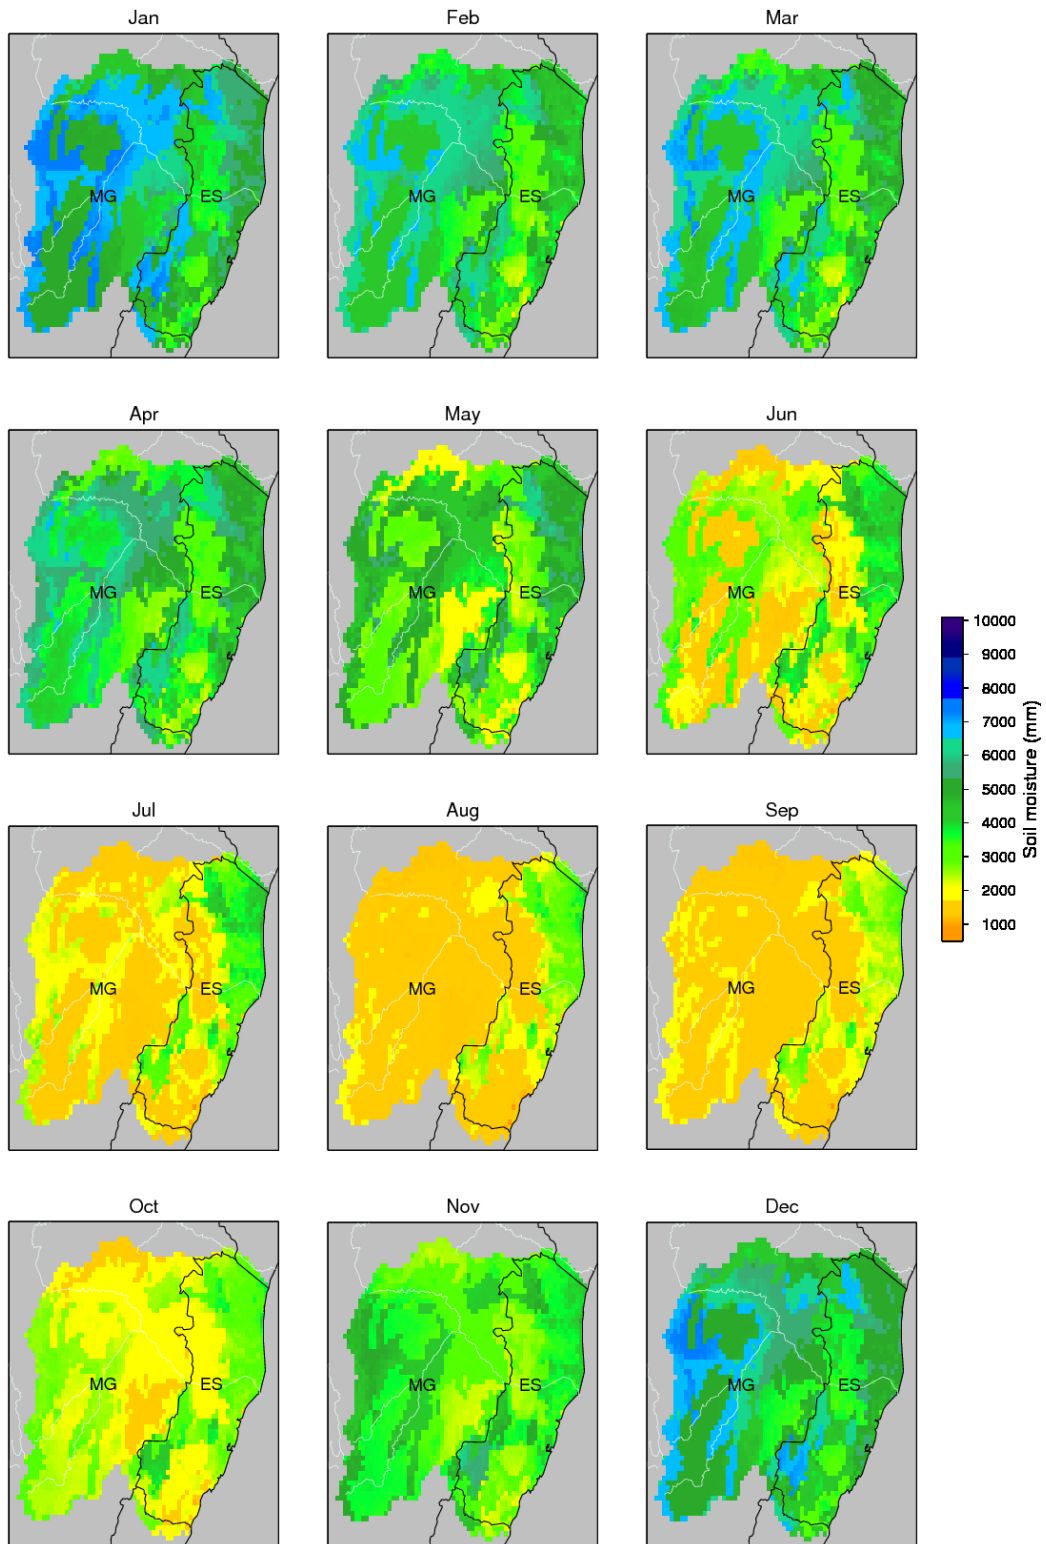 Jan Feb Mar
MG ES MG ES MG ES
Apr May Jun
MG ES MG ES MG ES
10000
9000
8000
7000
6000
5000
4000
3000
2000
1000
Soil moisture (mm)
Jul Aug Sep
MG ES MG ES MG ES
Oct Nov Dec
MG ES MG ES MG ES